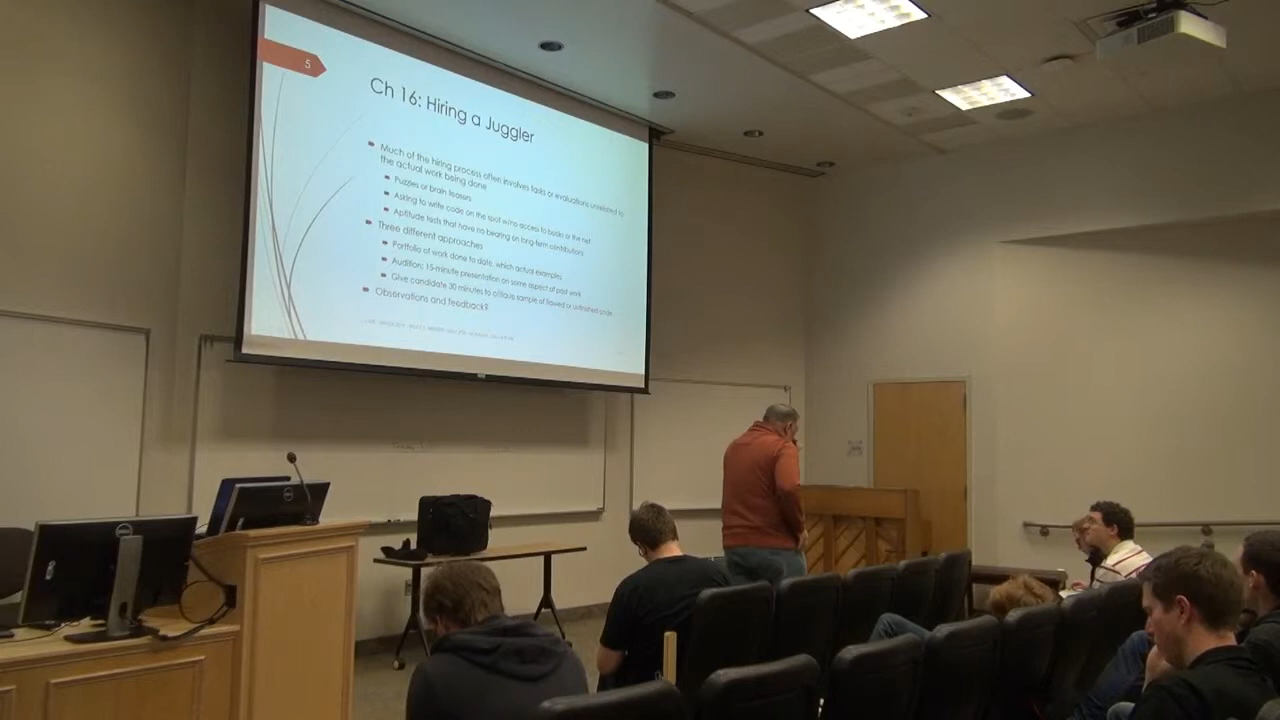 5
Ch 16: Hiring a Juggler
Much of the hiring process often involves tasks or evaluations unrelated to
the actual work being done
Puzzles or brain teasers
Asking to write code on the spot w/no access to books or the net
Aptitude tests that have no bearing on long-term contributions
Three different approaches
Portfolio of work done to date, which actual examples
Audition: 15-minute presentation on some aspect of past work
Give candidate 30 minutes to critique sample of flawed or unfinished code
Observations and feedback?
DELL